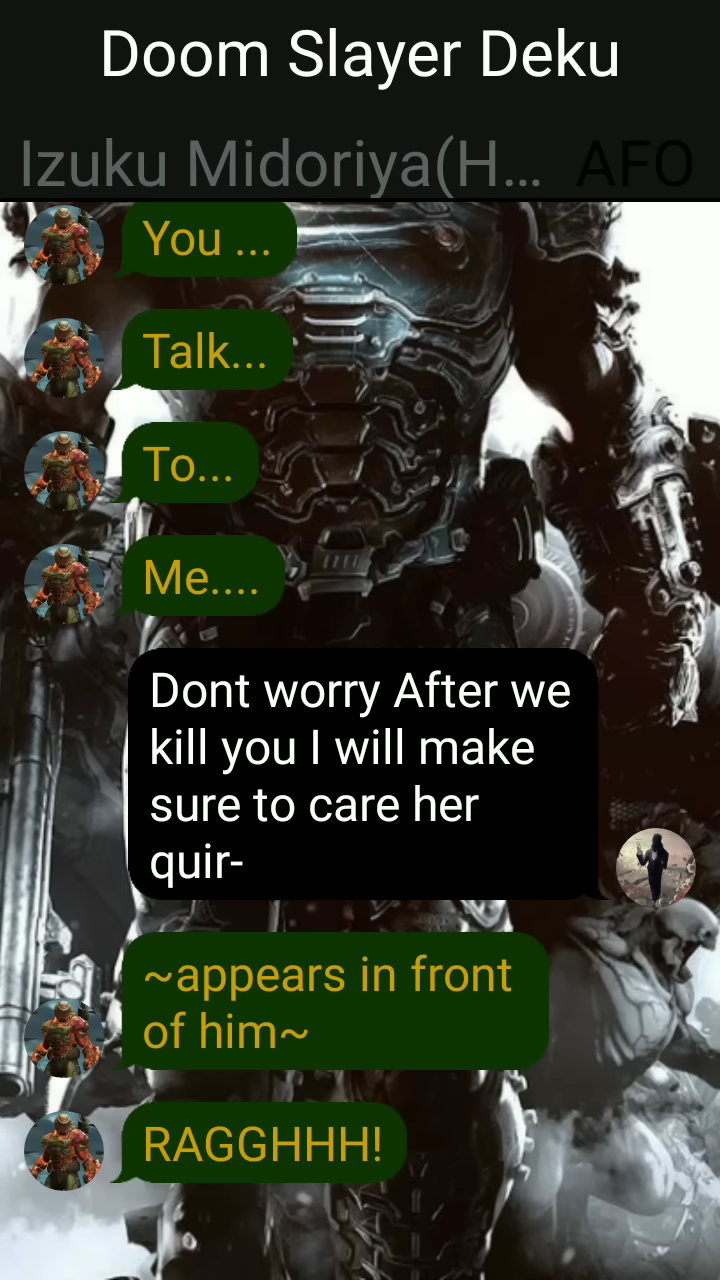 Doom Slayer Deku
Izuku Midoriya(H... AFO
You ...
Talk...
To...
Me....
Dont worry After we
kill you I will make
sure to care her
quir-
~appears in front
of him~
RAGGHHH!